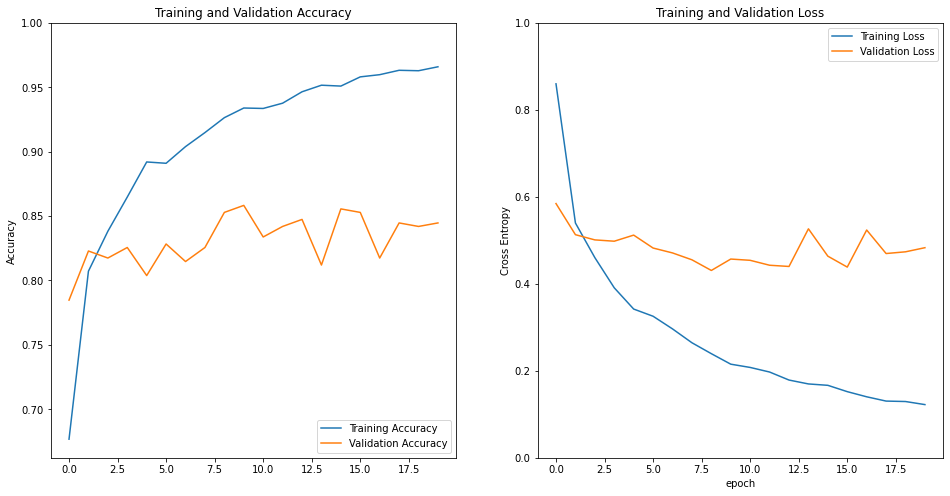 Training and Validation Accuracy
1.00
0.95
0.90
0.85
0.80
0.75
0.70
Accuracy
0.0 2.5 5.0 7.5 10.0 12.5 15.0 17.5
Training Accuracy
Validation Accuracy
Training and Validation Loss
1.0
0.8
0.6
0.4
0.2
0.0
Cross Entropy
0.0 2.5 5.0 7.5 10.0 12.5 15.0 17.5
epoch
Training Loss
Validation Loss